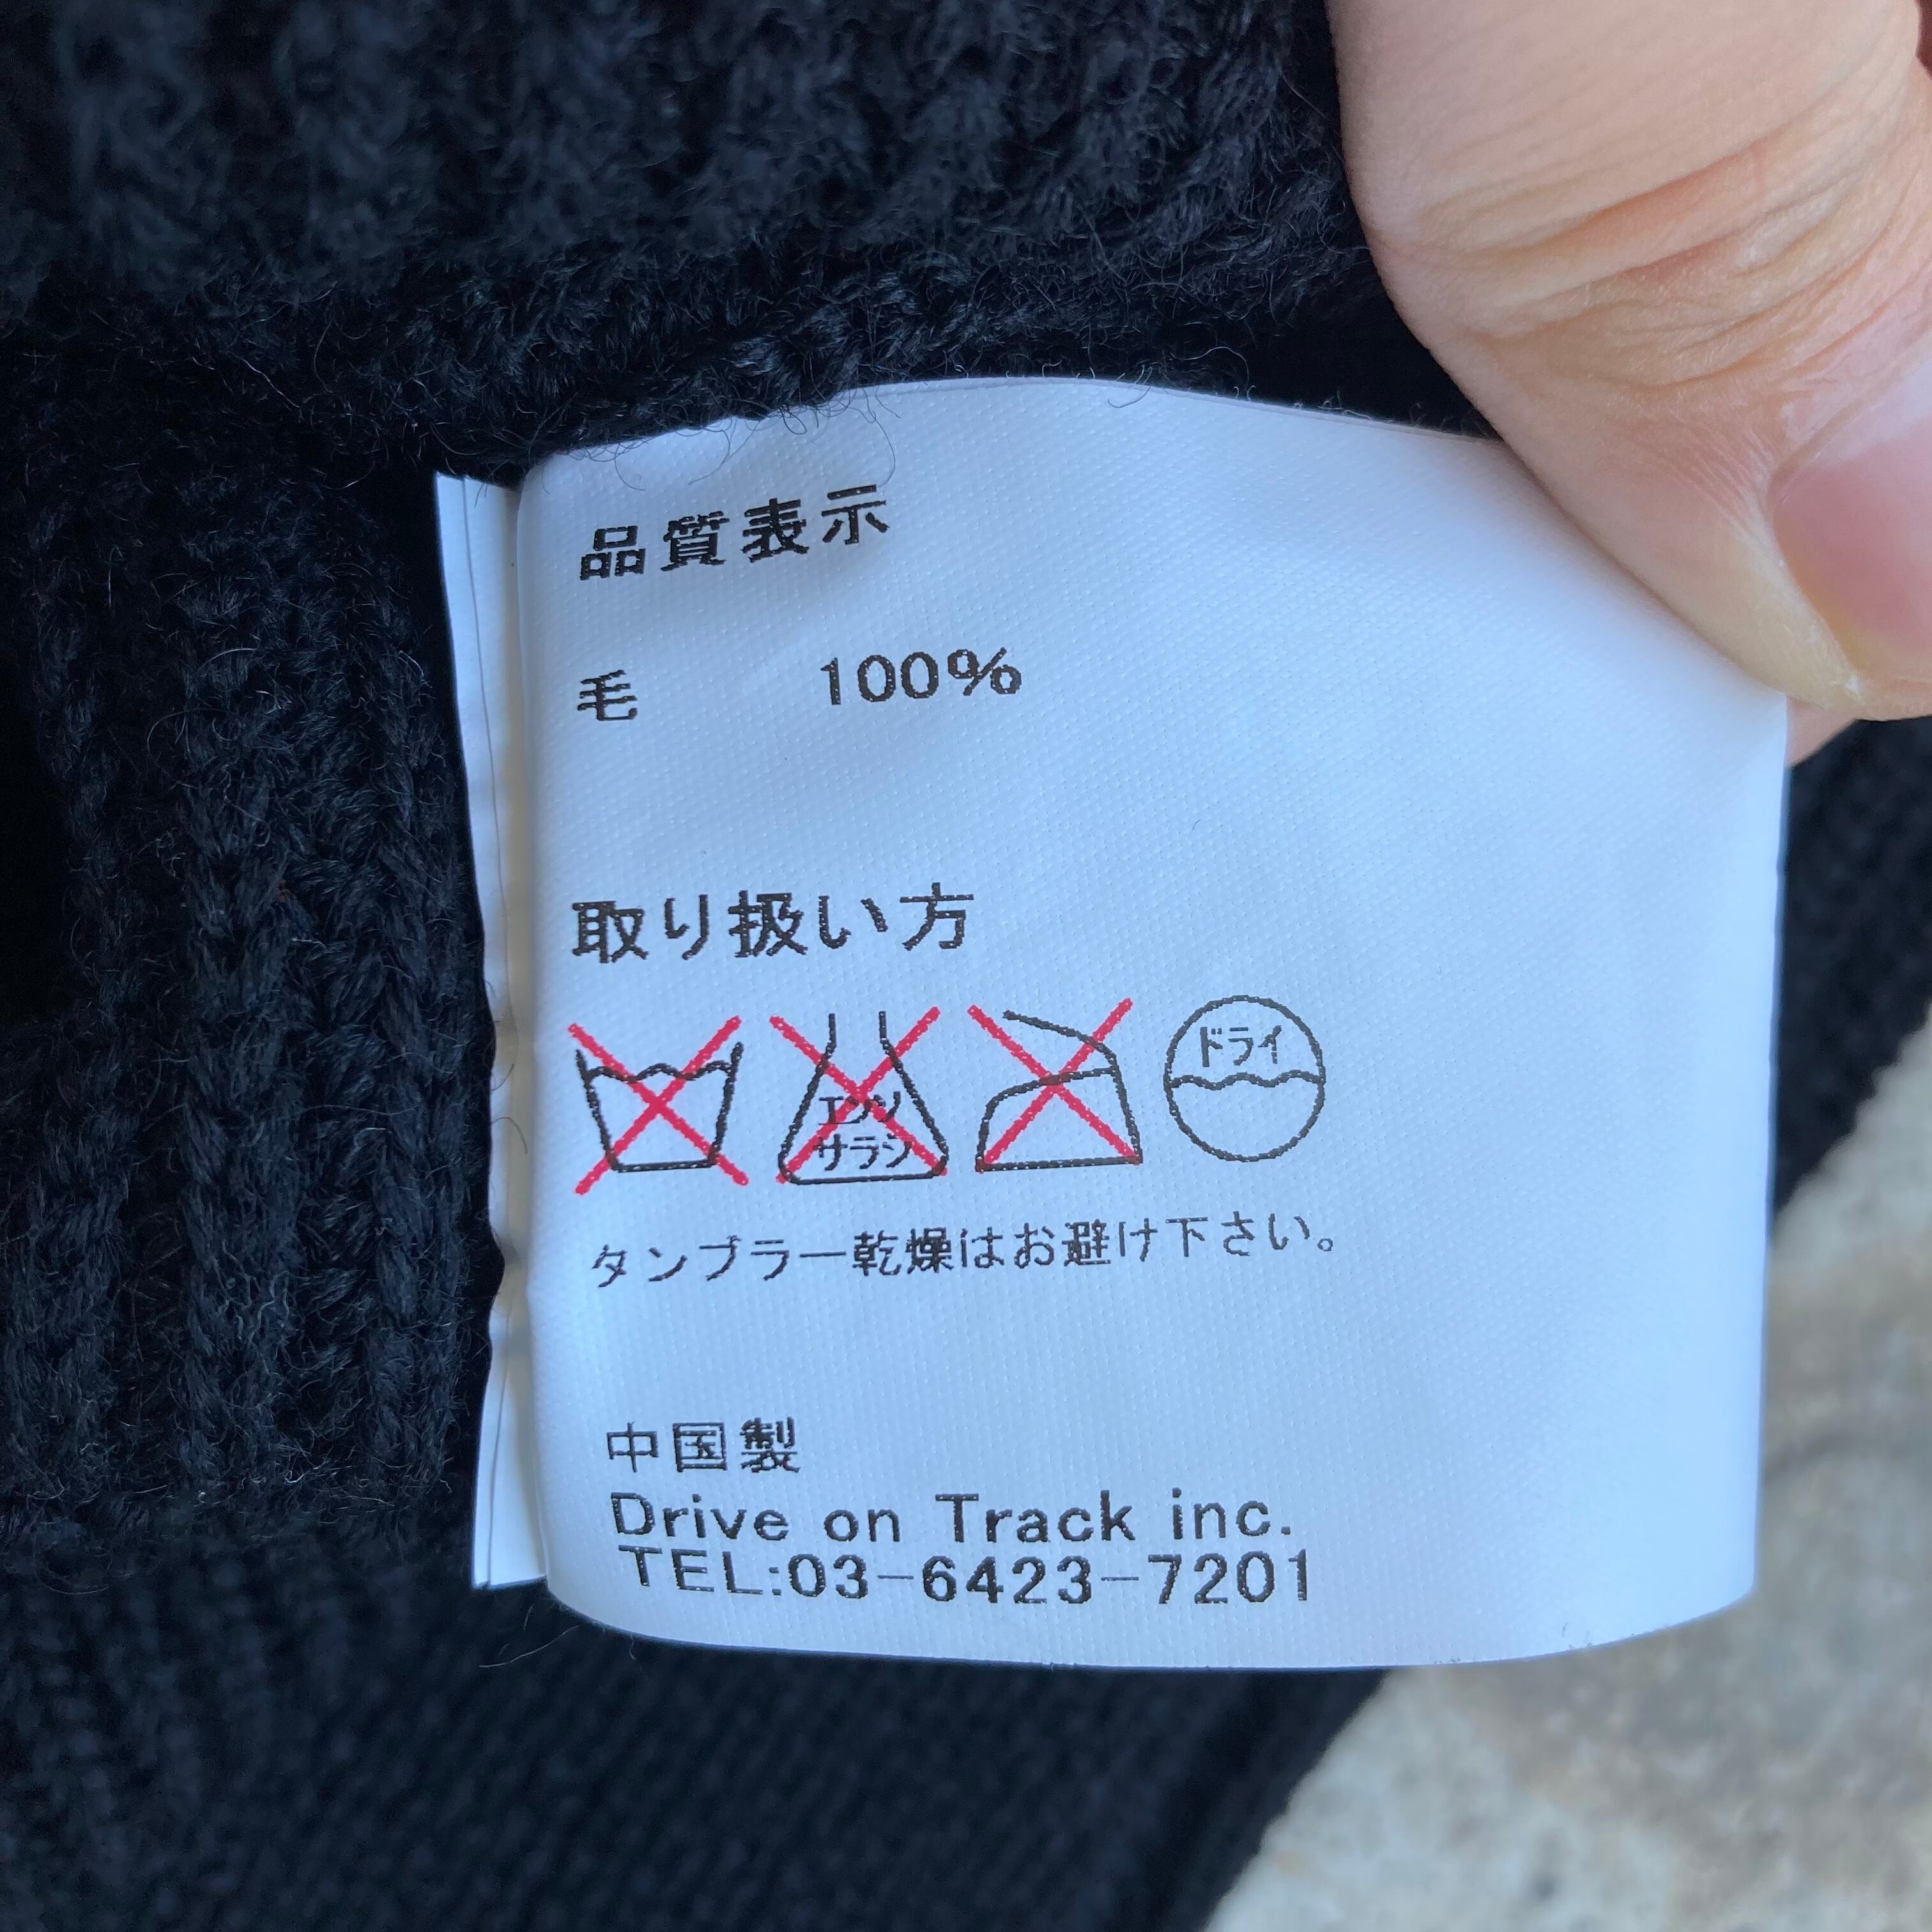 品質表示
毛 100%
取り扱い方
エンソ
サラシ
ドライ
タンブラー乾燥はお避け下さい。
中国製
Drive on Track inc.
TEL:03-6423-7201